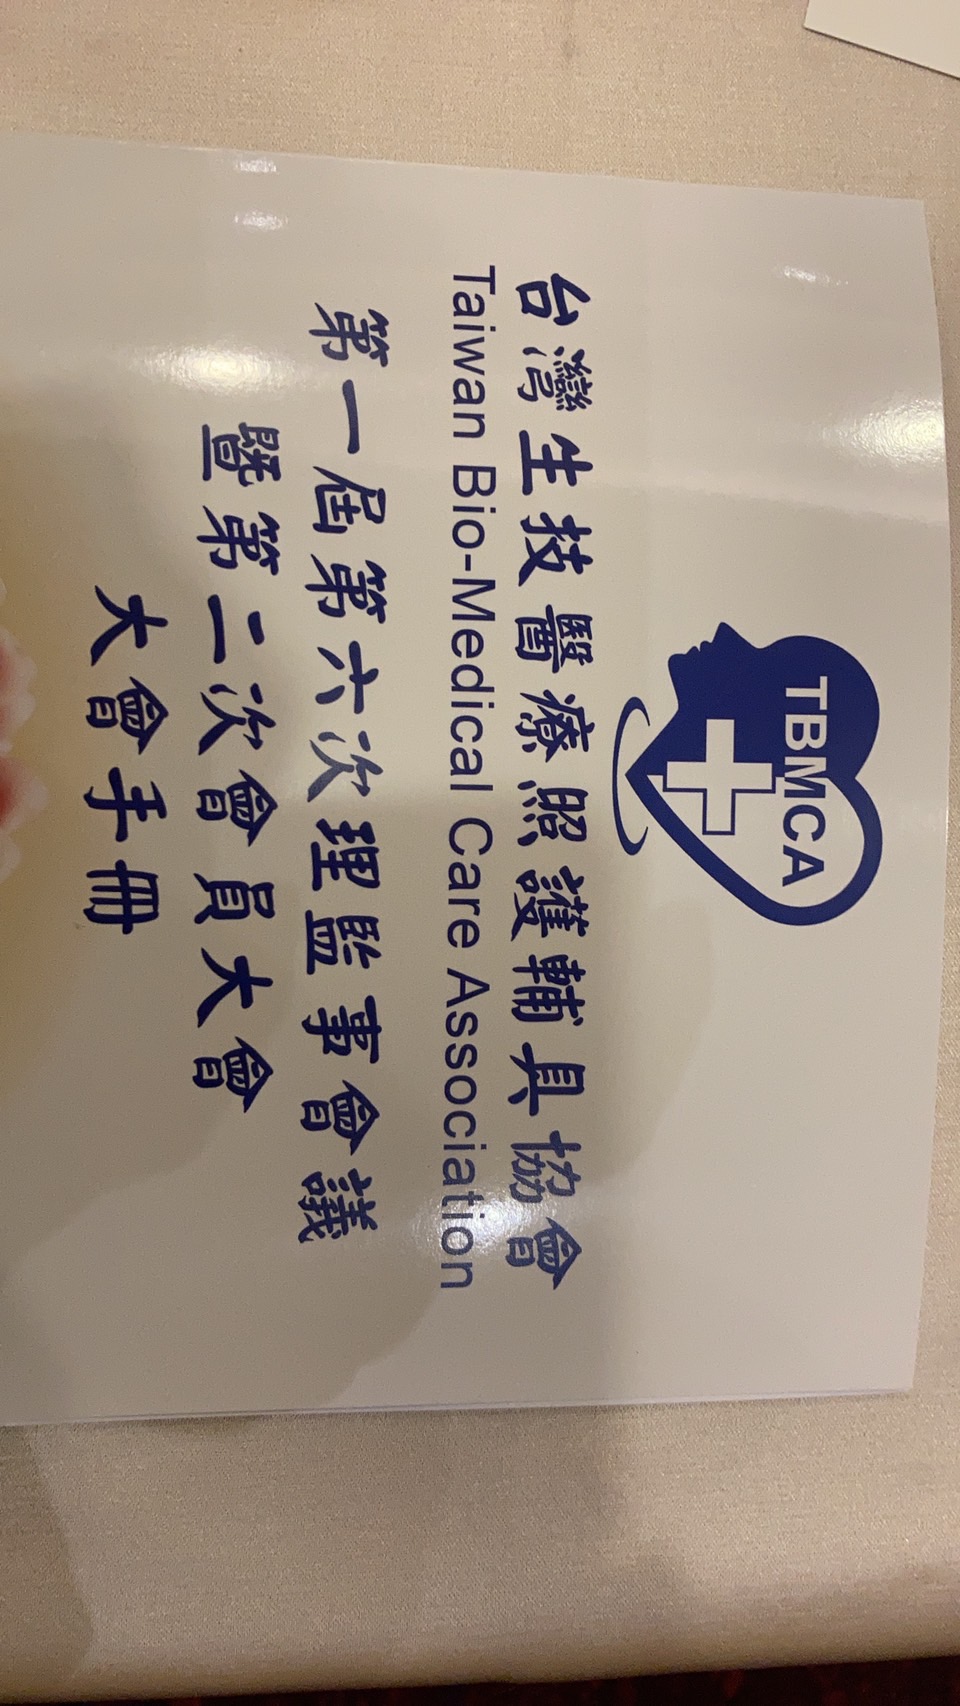 TBMCA
台灣生技醫療照護輔具協會
Taiwan Bio-Medical Care Association
第一屆第六次理監事會議
暨第二次會員大會
大會手冊